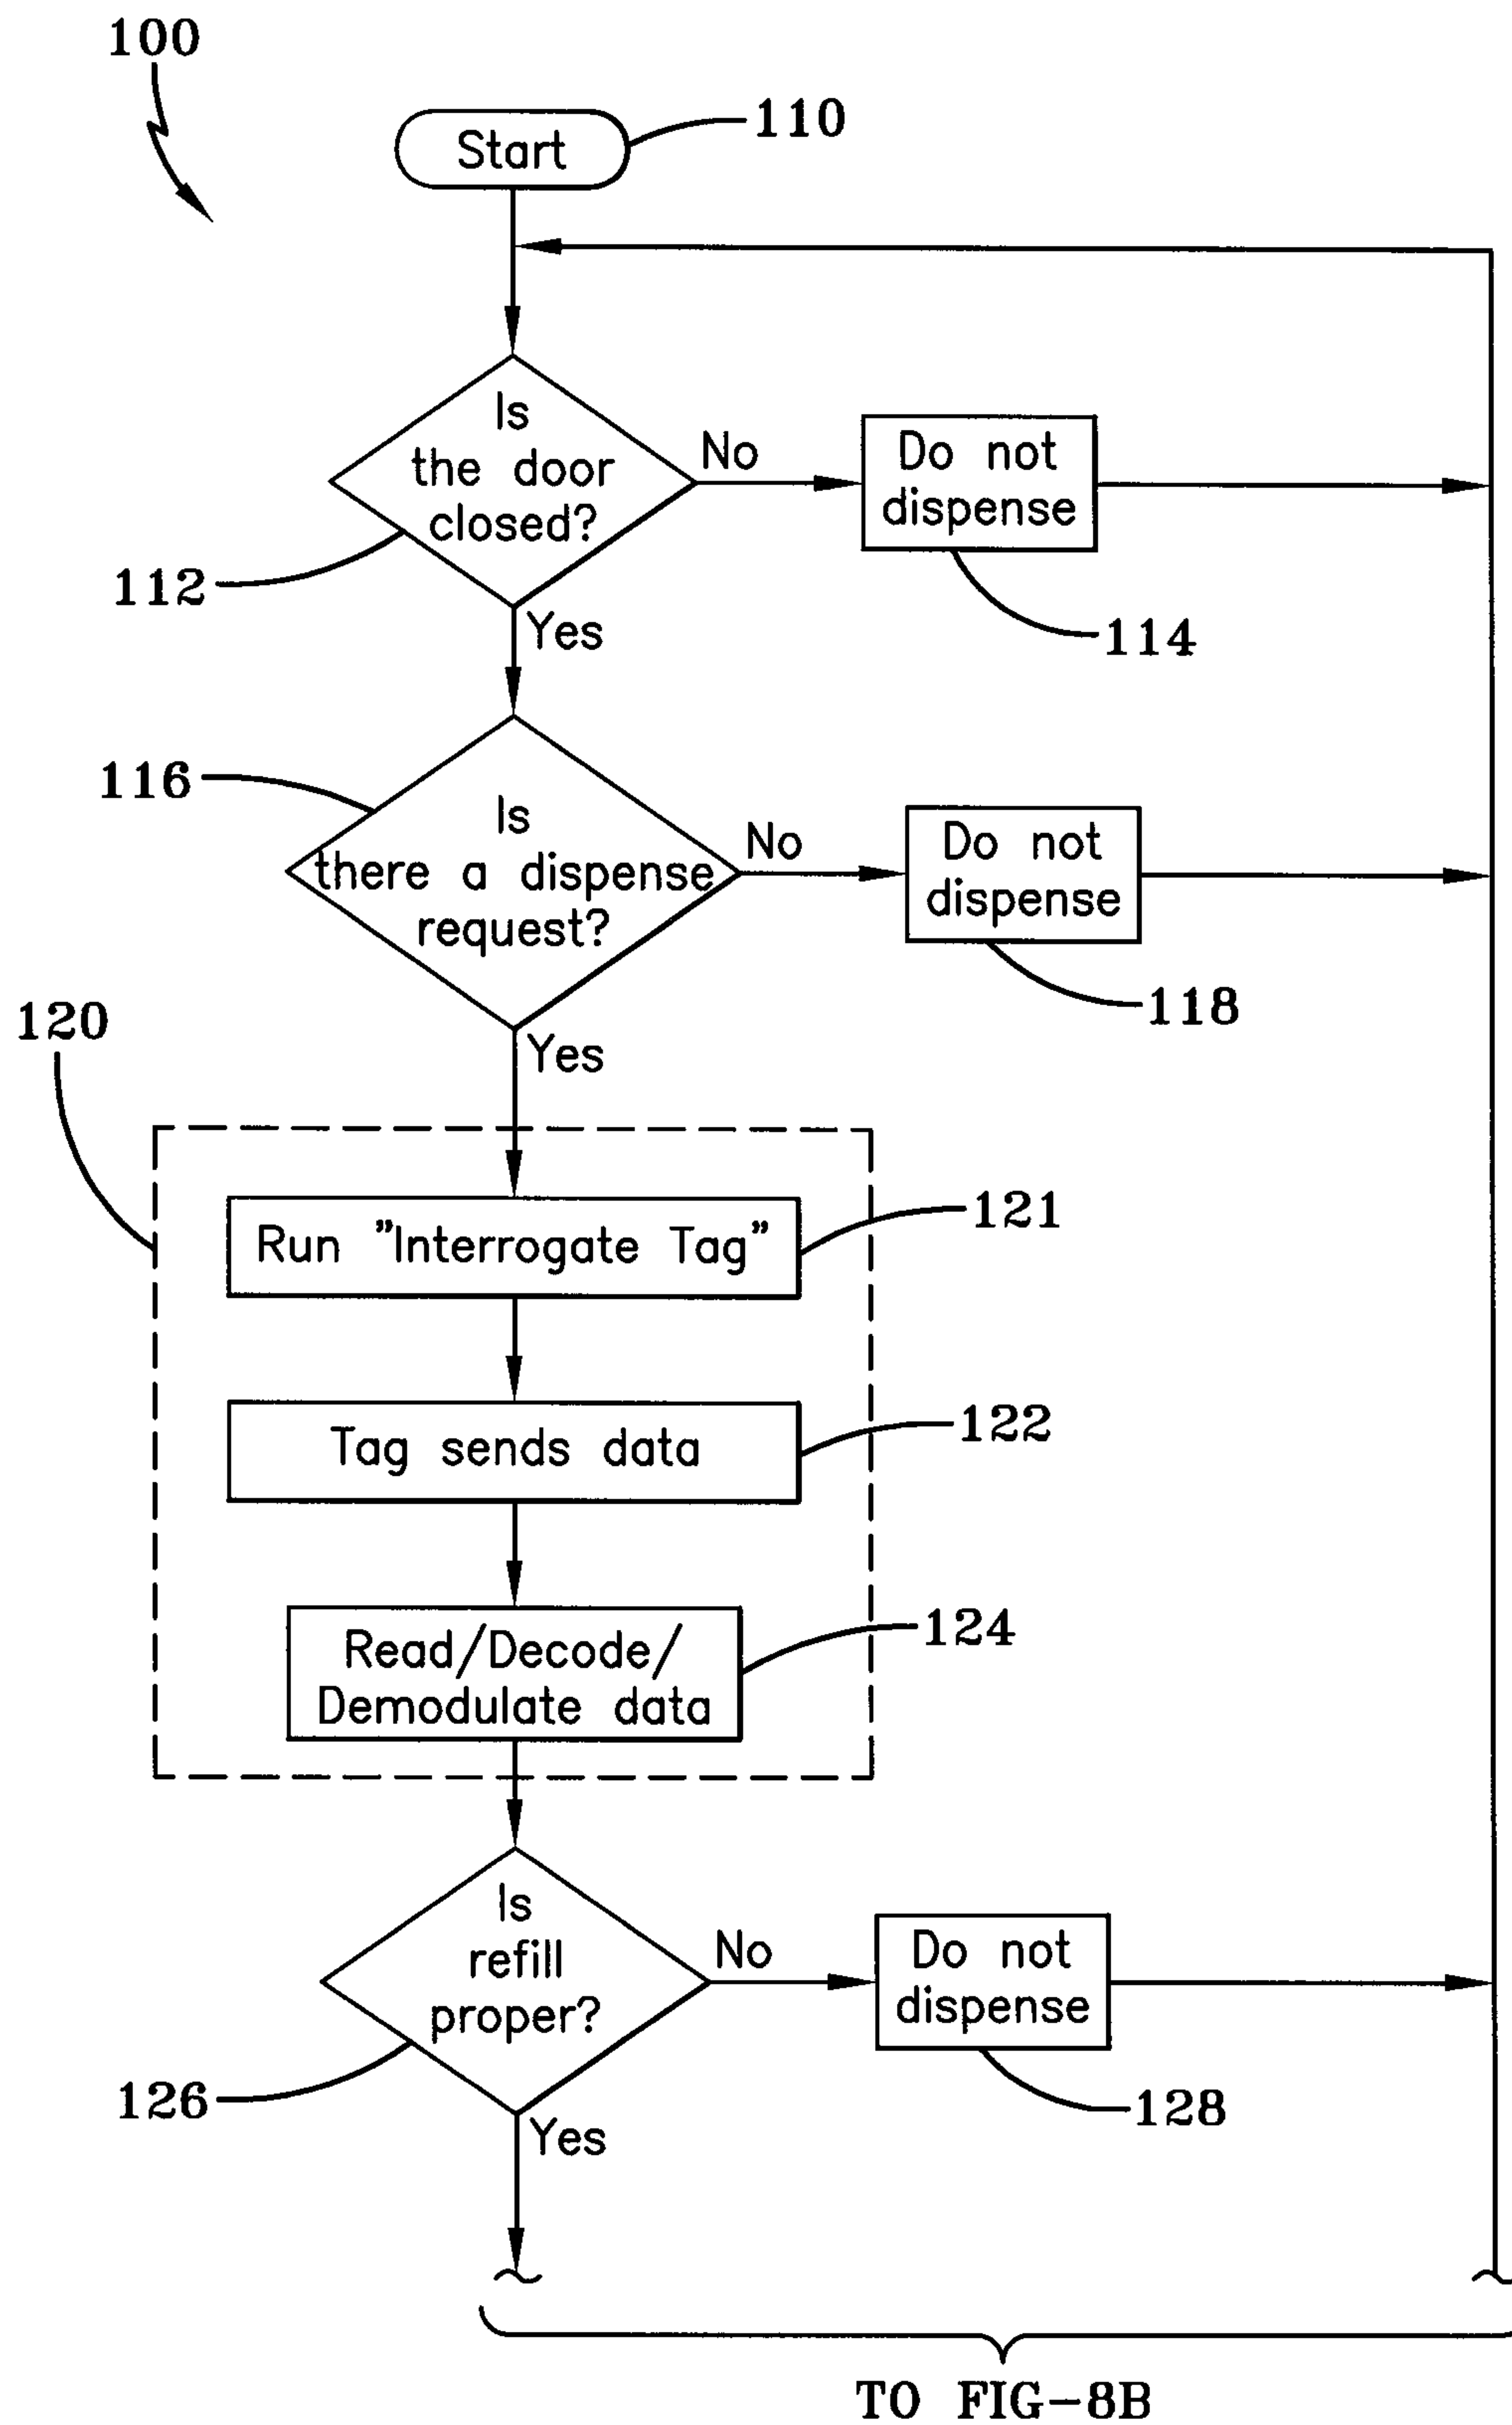 100
Start
110
Is
the door
closed?
No
Do not
dispense
112
Yes
114
116
Is
there a dispense
request?
No
Do not
dispense
118
120
Yes
Run "Interrogate Tag"
121
Tag sends data
122
Read/Decode/
Demodulate data
124
Is
refill
proper?
No
Do not
dispense
126
Yes
128
TO FIG-8B